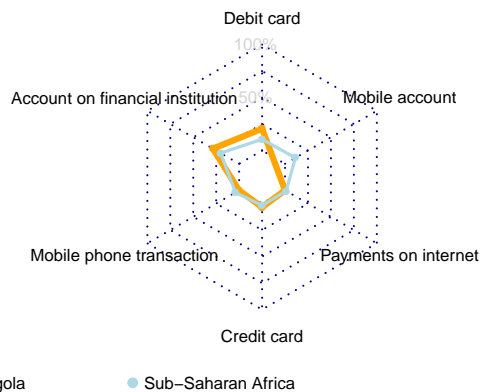 Debit card
100%
50%
Account on financial institution
Mobile account
Mobile phone transaction
Payments on internet
Credit card
gola
Sub−Saharan Africa